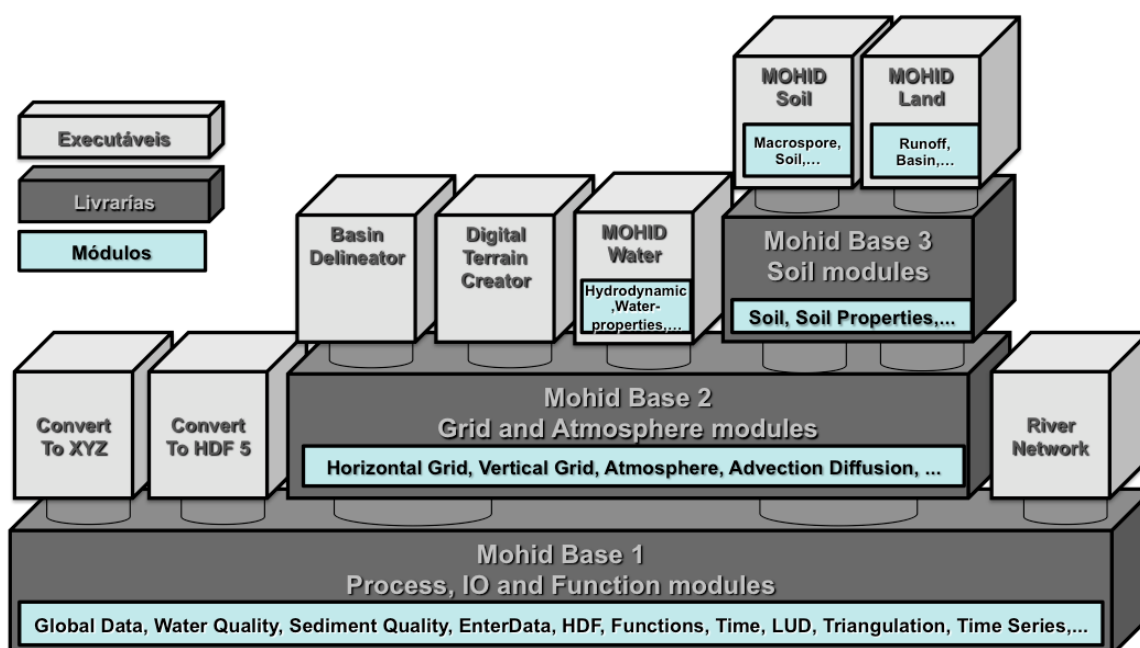 MOHID
Soil
Macrospore,
Soil,...
MOHID
Land
Runoff,
Basin,...
Executáveis
Livrarías
Módulos
Basin
Delineator
Digital
Terrain
Creator
MOHID
Water
Hydrodynamic
,Water-
properties,...
Mohid Base 3
Soil modules
Soil, Soil Properties,...
Convert
To XYZ
Convert
To HDF 5
Mohid Base 2
Grid and Atmosphere modules
Horizontal Grid, Vertical Grid, Atmosphere, Advection Diffusion, ...
River
Network
Mohid Base 1
Process, IO and Function modules
Global Data, Water Quality, Sediment Quality, EnterData, HDF, Functions, Time, LUD, Triangulation, Time Series,...